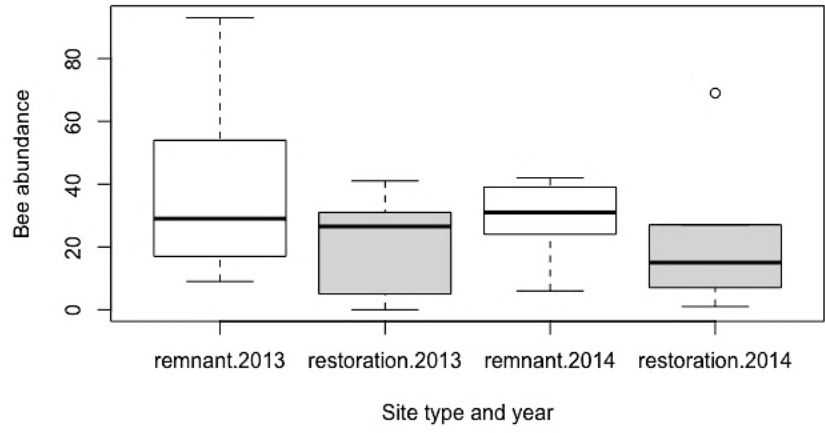 Bee abundance
80
60
40
20
0
remnant.2013 restoration.2013 remnant.2014 restoration.2014
Site type and year